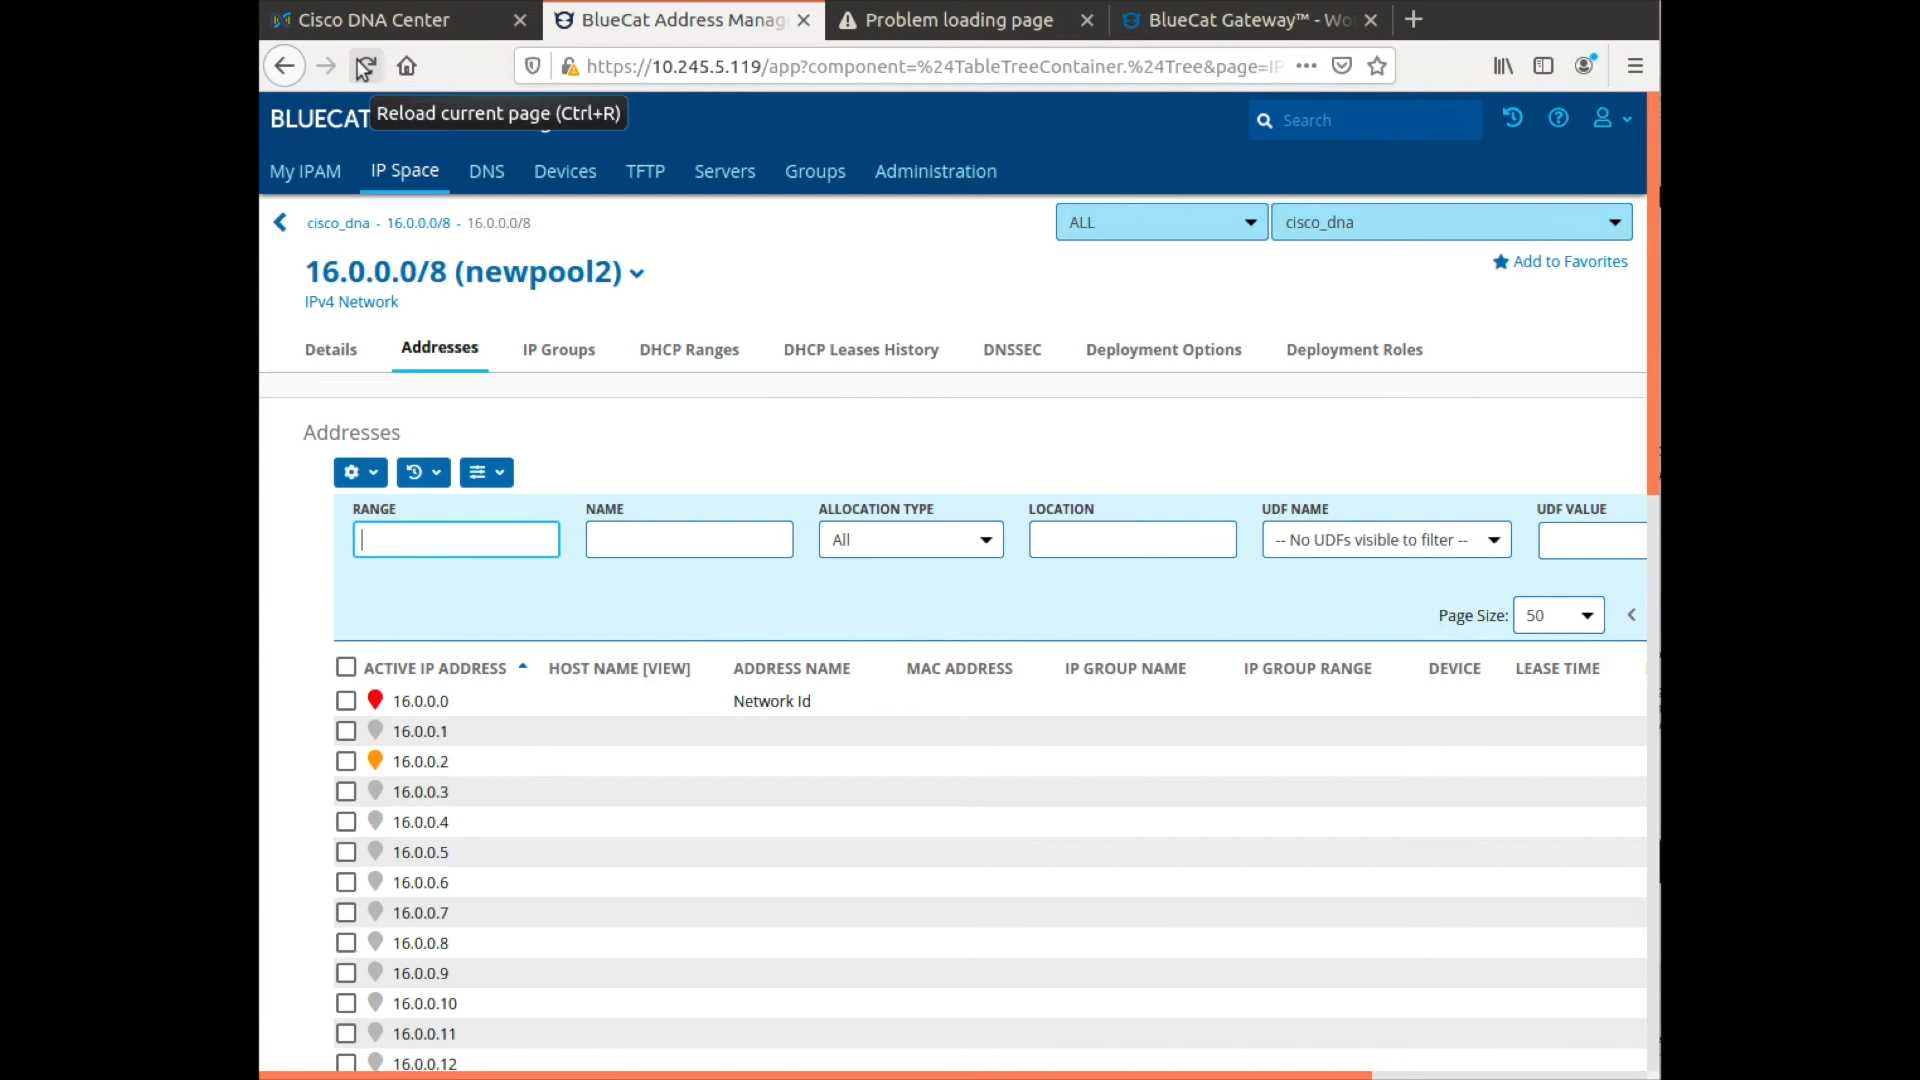 Cisco DNA Center
BlueCat Address Manag
Problem loading page
BlueCat Gateway™ - Wo
https://10.245.5.119/app?component=%24TableTreeContainer.%24Tree&page=IP
BLUECAT
Reload current page (Ctrl+R)
Search
My IPAM
IP Space
DNS
Devices
TFTP
Servers
Groups
Administration
cisco_dna - 16.0.0.0/8 - 16.0.0.0/8
ALL
cisco_dna
16.0.0.0/8 (newpool2)
Add to Favorites
IPv4 Network
Details
Addresses
IP Groups
DHCP Ranges
DHCP Leases History
DNSSEC
Deployment Options
Deployment Roles
Addresses
RANGE
NAME
ALLOCATION TYPE
LOCATION
UDF NAME
UDF VALUE
All
-- No UDFs visible to filter --
Page Size: 50
ACTIVE IP ADDRESS
HOST NAME [VIEW]
ADDRESS NAME
MAC ADDRESS
IP GROUP NAME
IP GROUP RANGE
DEVICE
LEASE TIME
16.0.0.0
Network Id
16.0.0.1
16.0.0.2
16.0.0.3
16.0.0.4
16.0.0.5
16.0.0.6
16.0.0.7
16.0.0.8
16.0.0.9
16.0.0.10
16.0.0.11
16.0.0.12